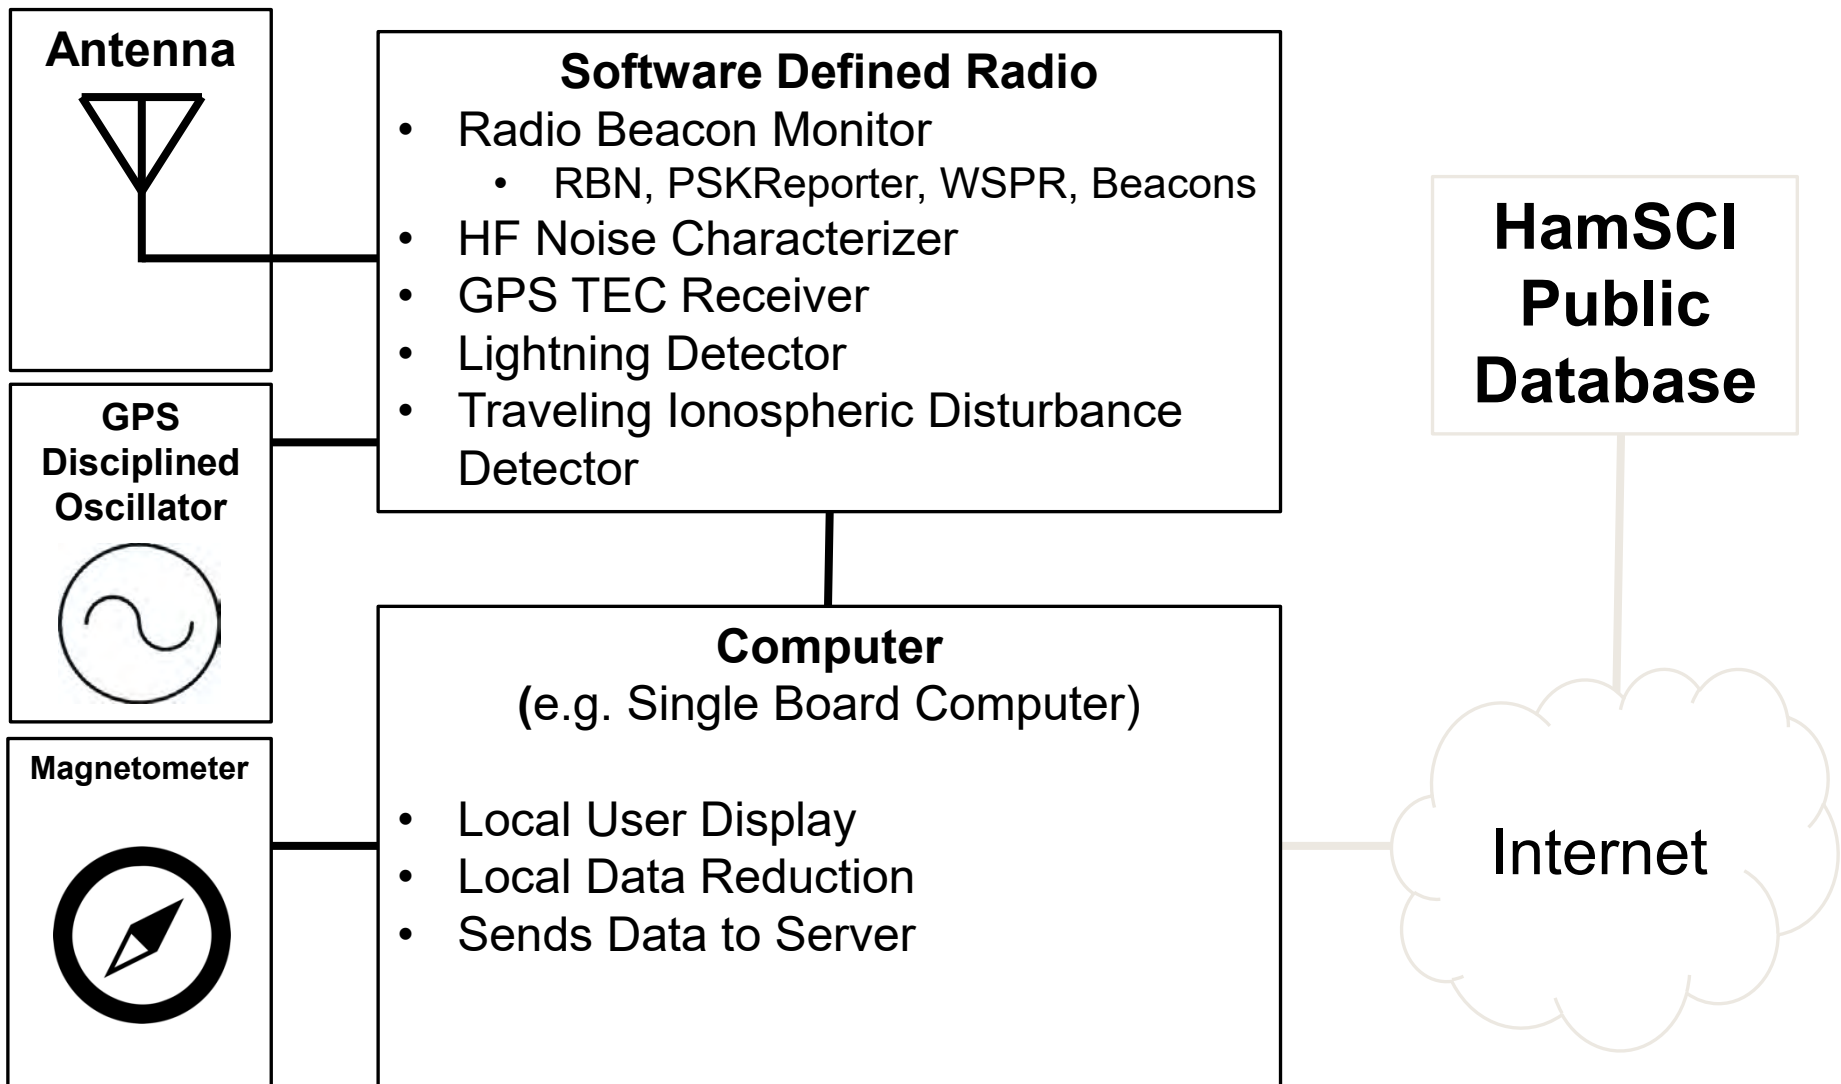 Antenna
Software Defined Radio
• Radio Beacon Monitor
• RBN, PSKReporter, WSPR, Beacons
• HF Noise Characterizer
• GPS TEC Receiver
• Lightning Detector
• Traveling Ionospheric Disturbance
Detector
GPS
Disciplined
Oscillator
Magnetometer
Computer
(e.g. Single Board Computer)
• Local User Display
• Local Data Reduction
• Sends Data to Server
HamSCI
Public
Database
Internet